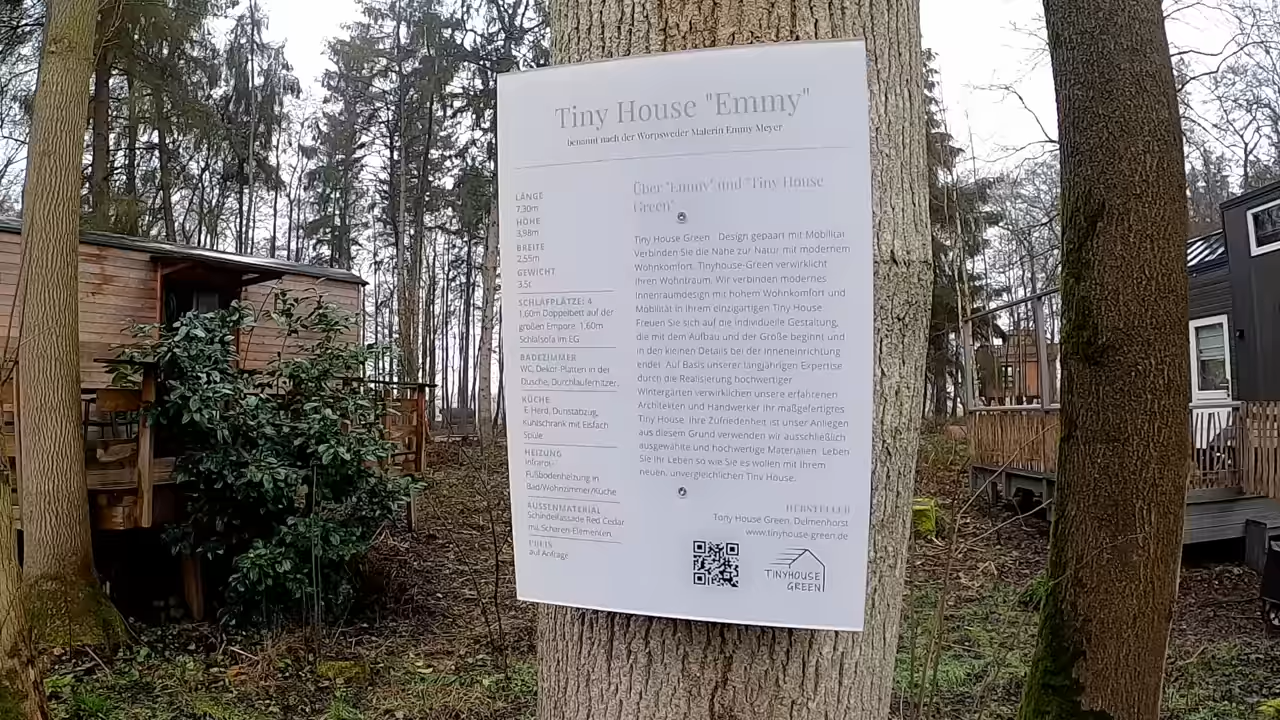 Tiny House "Emmy"
benannt nach der Worpsweder Malerin Emmy Meyer
LÄNGE
7,30m
HÖHE
3,98m
BREITE
2,55m
GEWICHT
3,5t
SCHLAFPLÄTZE: 4
1,60m Doppelbett auf der
großen Empore, 1,60m
Schlafsofa im EG
BADEZIMMER
WC, Dekor-Platten in der
Dusche, Durchlauferhitzer,
KÜCHE
E-Herd, Dunstabzug,
Kühlschrank mit Eisfach
Spüle
HEIZUNG
Infrarot-
Fußbodenheizung in
Bad/Wohnzimmer/Küche
AUSSENMATERIAL
Schindelfassade Red Cedar
mit Scharen-Elementen,
PREIS
auf Anfrage
Über "Emmy" und "Tiny House
Green"
Tiny House Green Design gepaart mit Mobilität
Verbinden Sie die Nähe zur Natur mit modernem
Wohnkomfort. Tinyhouse-Green verwirklicht
Ihren Wohntraum. Wir verbinden modernes
Innenraumdesign mit hohem Wohnkomfort und
Mobilität in Ihrem einzigartigen Tiny House
Freuen Sie sich auf die individuelle Gestaltung,
die mit dem Aufbau und der Größe beginnt und
in den kleinen Details bei der Inneneinrichtung
endet. Auf Basis unserer langjährigen Expertise
durch die Realisierung hochwertiger
Wintergärten verwirklichen unsere erfahrenen
Architekten und Handwerker Ihr maßgefertigres
Tiny House. Ihre Zufriedenheit ist unser Anliegen
aus diesem Grund verwenden wir ausschließlich
ausgewählte und hochwertige Materialien. Leben
Sie Ihr Leben so wie Sie es wollen mit Ihrem
neuen, unvergleichlichen Tiny House.
HERSTELLER
Tony House Green, Delmenhorst
www.tinyhouse-green.de
TINYHOUSE
GREEN